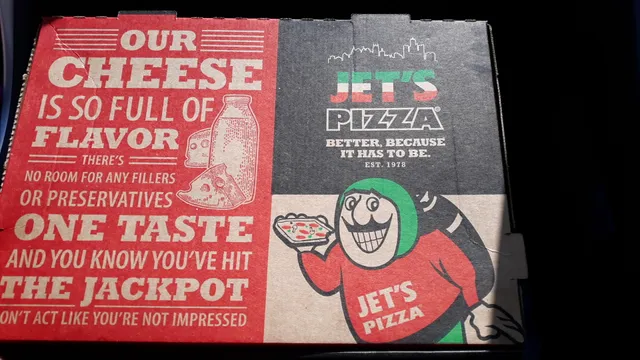 OUR
CHEESE
IS SO FULL OF
FLAVOR
THERE'S
NO ROOM FOR ANY FILLERS
OR PRESERVATIVES
ONE TASTE
AND YOU KNOW YOU'VE HIT
THE JACKPOT
ON'T ACT LIKE YOU'RE NOT IMPRESSED
JET'S
PIZZA®
BETTER, BECAUSE
IT HAS TO BE.
EST. 1978
JET'S
PIZZA